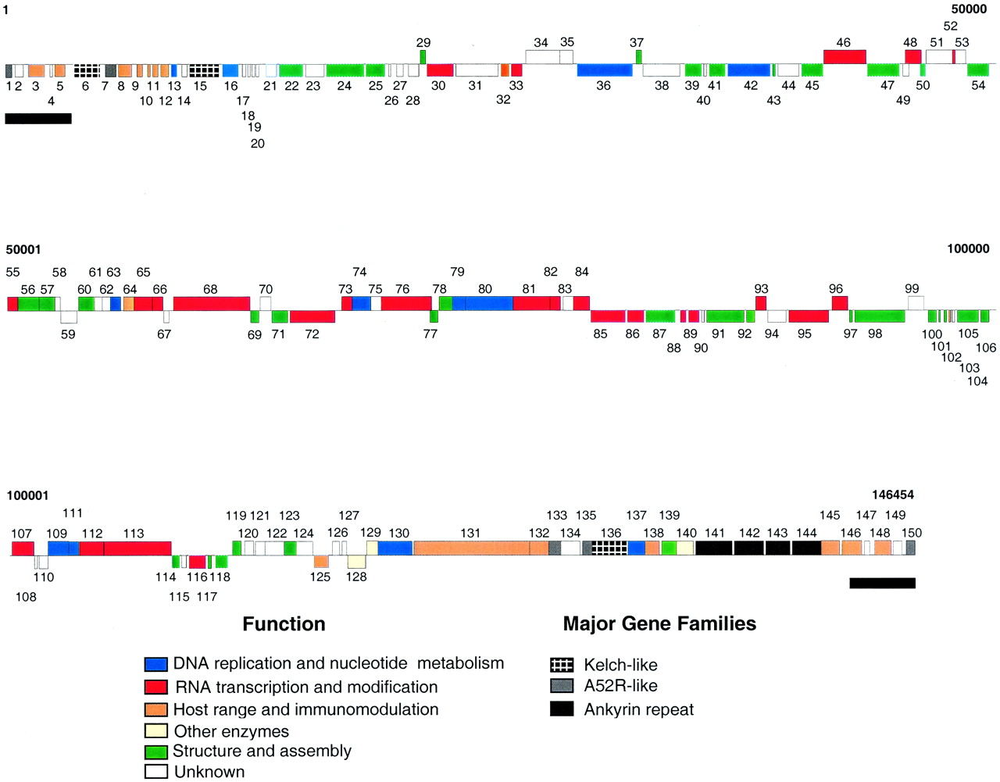 1 50000
52
29 34 35 37 46 48 51 53
1 2 3 5 6 7 8 9 11 13 15 16 21 22 23 24 25 27 30 31 33 36 38 39 41 42 44 45 47 50 54
4 10 12 14 17 26 28 32 40 43 49
18
19
20
50001 100000
55 58 61 63 65 74 79 82 84
56 57 60 62 64 66 68 70 73 75 76 78 80 81 83 93 96 99
59 67 69 71 72 77 85 86 87 89 91 92 94 95 97 98 100 105
88 90 101 106
102
103
104
100001 146454
111 119 121 123 127 133 135 137 139 145 147 149
107 109 112 113 120 122 124 126 129 130 131 132 134 136 138 140 141 142 143 144 146 148 150
110 114 116 118 125 128
108 115 117
Function
DNA replication and nucleotide metabolism
RNA transcription and modification
Host range and immunomodulation
Other enzymes
Structure and assembly
Unknown
Major Gene Families
Kelch-like
A52R-like
Ankyrin repeat